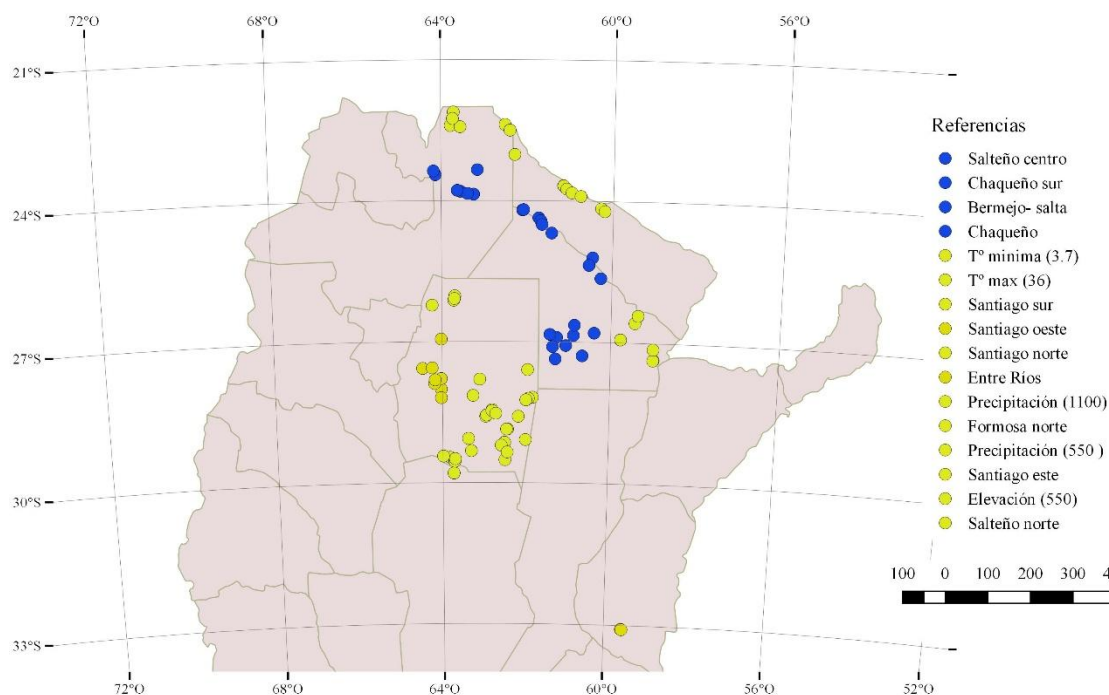 72°O 68°O 64°O 60°O 56°O
21°S
24°S
27°S
30°S
33°S
Referencias
Salteño centro
Chaqueño sur
Bermejo- salta
Chaqueño
Tº minima (3.7)
Tº max (36)
Santiago sur
Santiago oeste
Santiago norte
Entre Rios
Precipitación (1100)
Formosa norte
Precipitación (550 )
Santiago este
Elevación (550)
Salteño norte
100 0 100 200 300
72°O 68°O 64°O 60°O 56°O 52°O